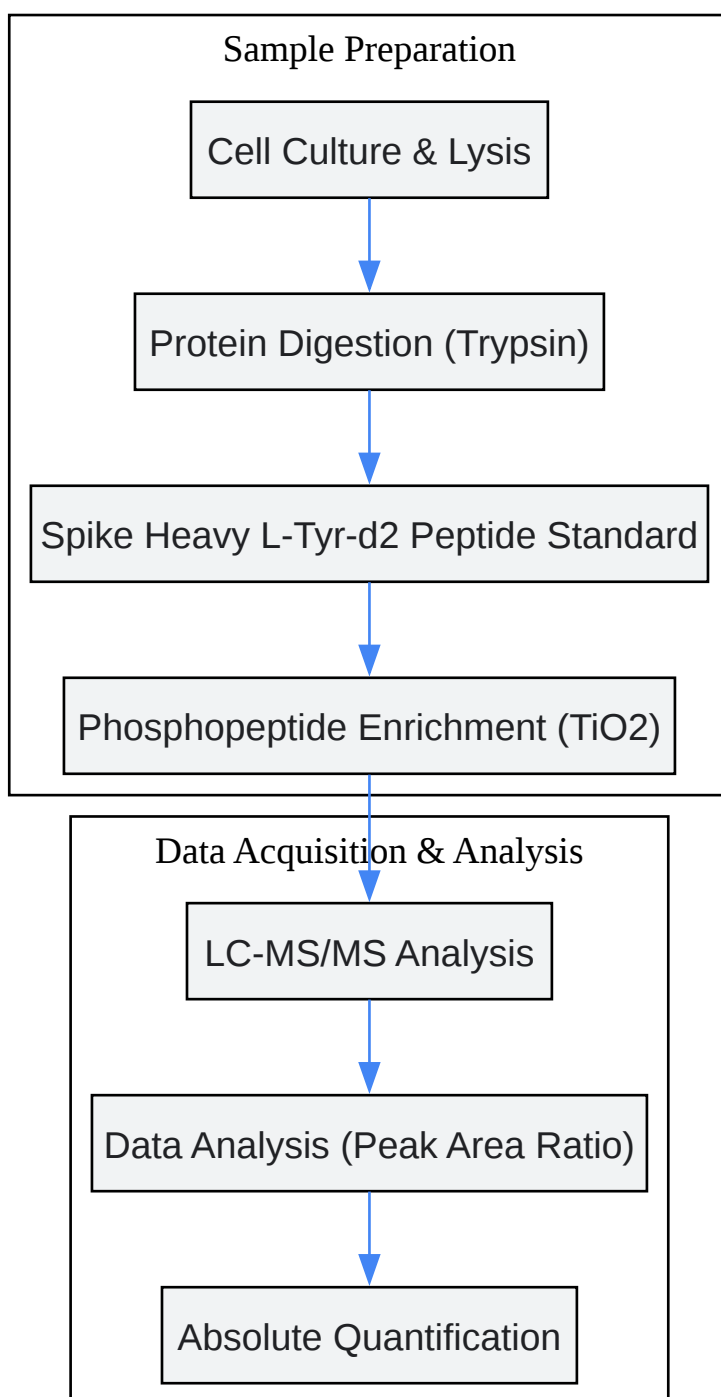 Sample Preparation
Cell Culture & Lysis
Protein Digestion (Trypsin)
Spike Heavy L-Tyr-d2 Peptide Standard
Phosphopeptide Enrichment (TiO2)
Data Acquisition & Analysis
LC-MS/MS Analysis
Data Analysis (Peak Area Ratio)
Absolute Quantification